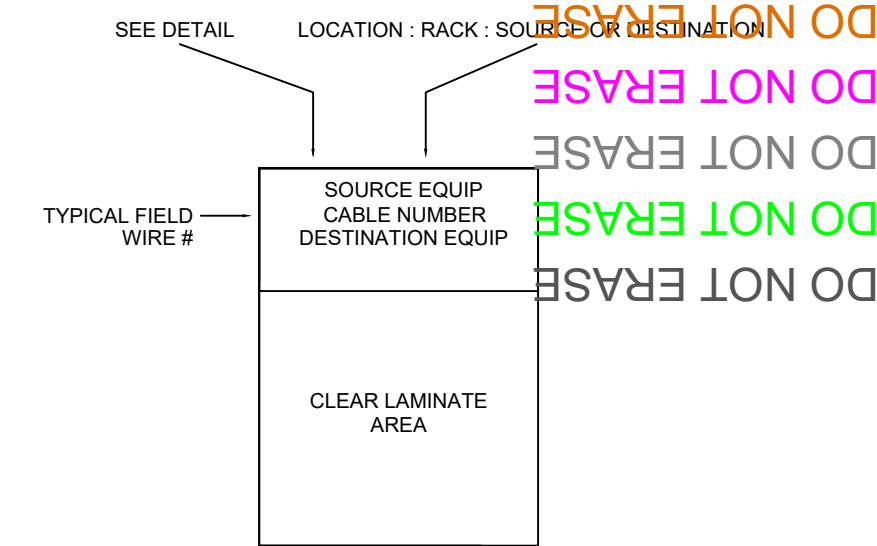 SEE DETAIL
LOCATION : RACK : SOURCE OR DESTINATION
DO NOT ERASE
DO NOT ERASE
DO NOT ERASE
DO NOT ERASE
DO NOT ERASE
SOURCE EQUIP
CABLE NUMBER
DESTINATION EQUIP
TYPICAL FIELD
WIRE #
CLEAR LAMINATE
AREA